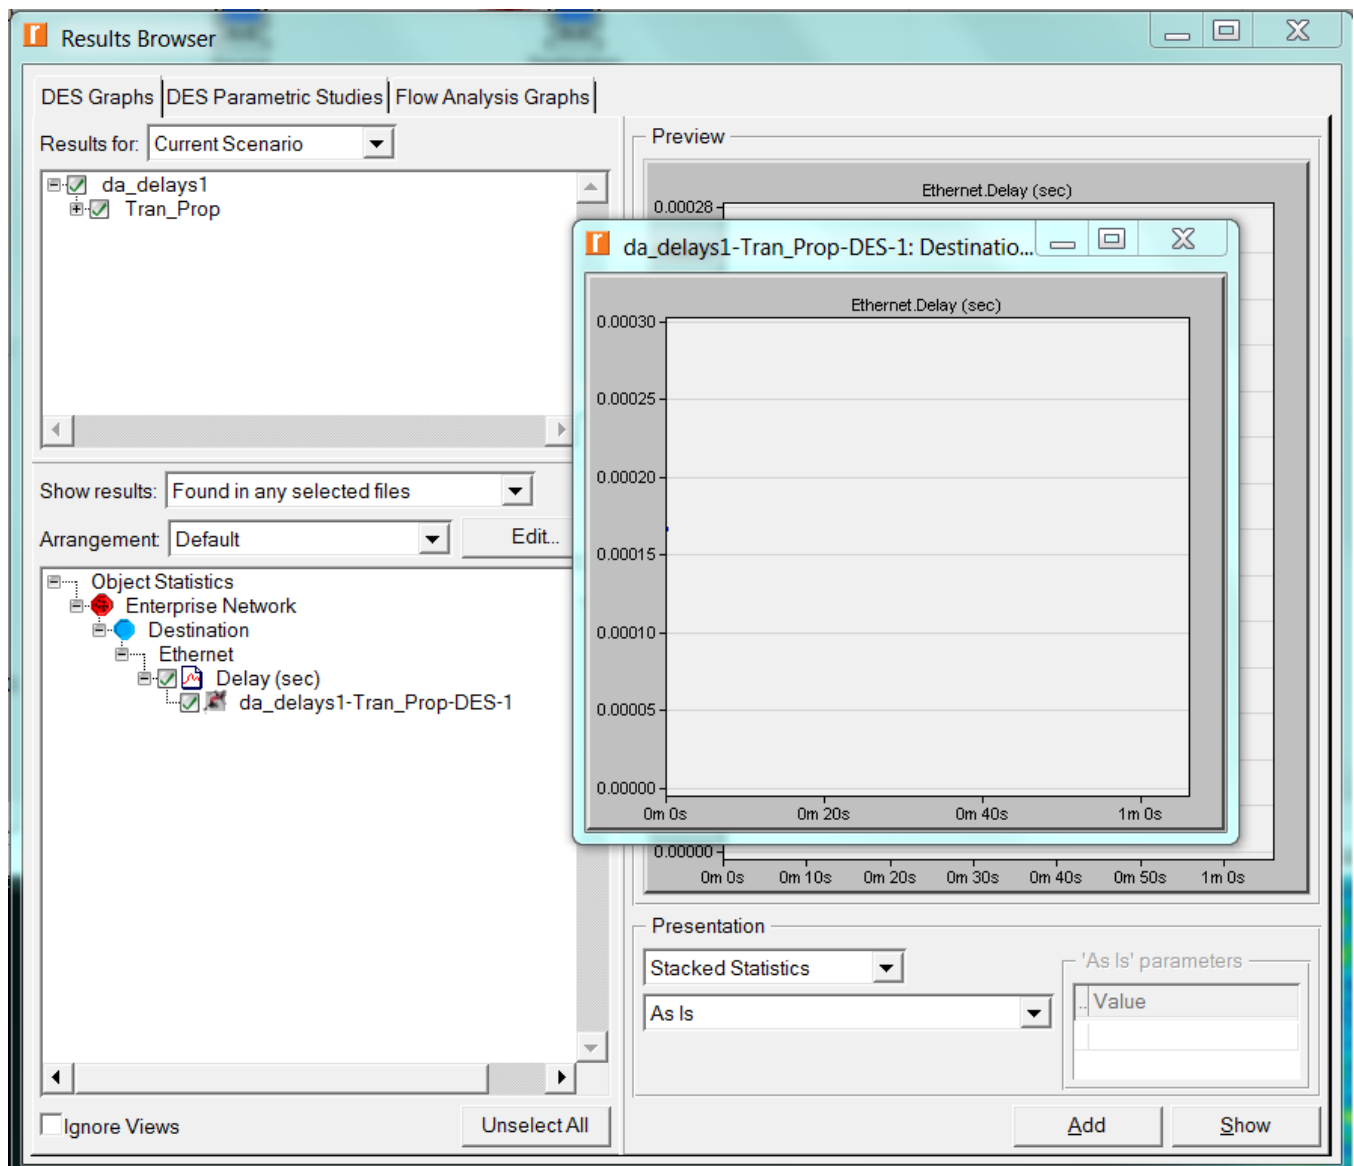 Results Browser
DES Graphs DES Parametric Studies Flow Analysis Graphs
Results for: Current Scenario
da_delays1
Tran_Prop
Show results: Found in any selected files
Arrangement: Default Edit...
Object Statistics
Enterprise Network
Destination
Ethernet
Delay (sec)
da_delays1-Tran_Prop-DES-1
Ignore Views Unselect All
Preview
Ethernet.Delay (sec)
0.00028
da_delays1-Tran_Prop-DES-1: Destinatio...
Ethernet.Delay (sec)
0.00030
0.00025
0.00020
0.00015
0.00010
0.00005
0.00000
0m 0s 0m 20s 0m 40s 1m 0s
0.00000
0m 0s 0m 10s 0m 20s 0m 30s 0m 40s 0m 50s 1m 0s
Presentation
Stacked Statistics
As Is
'As Is' parameters
.. Value
Add Show